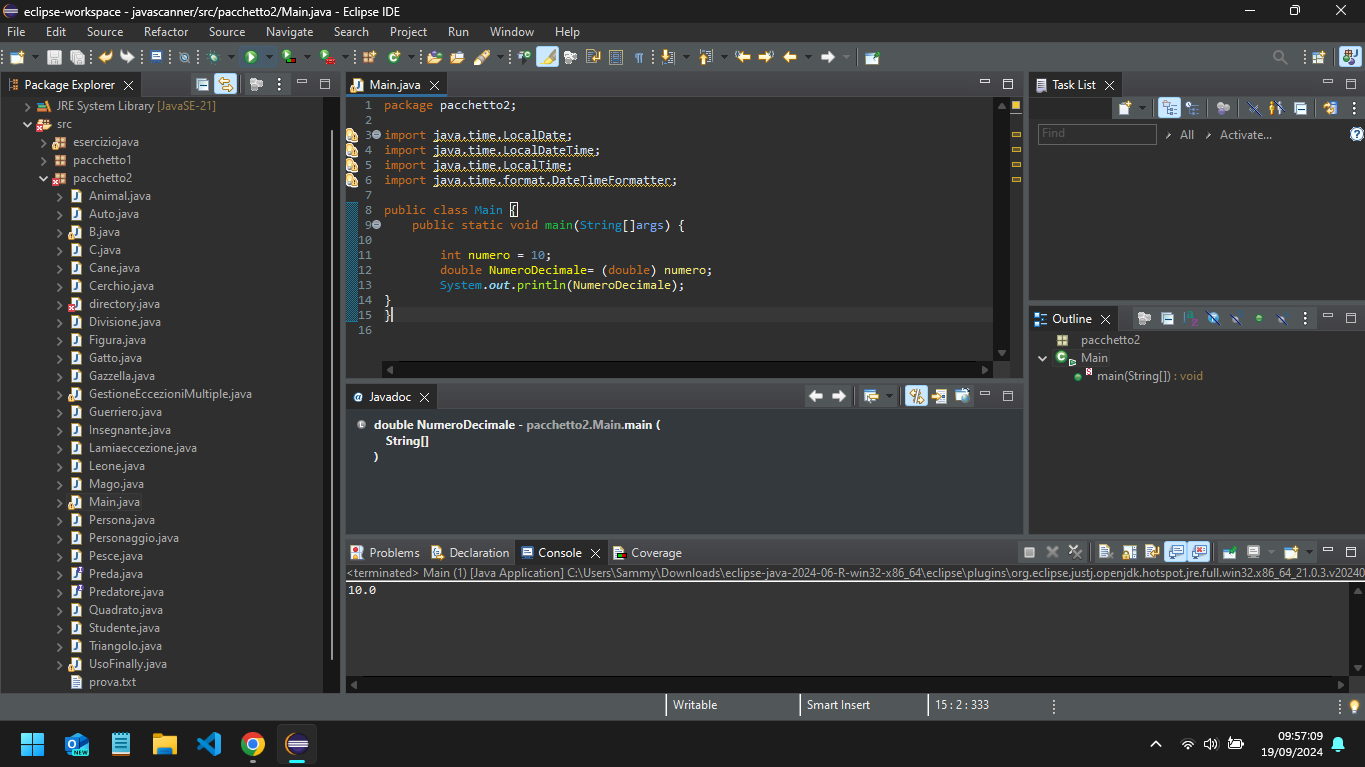 eclipse-workspace - javascanner/src/pacchetto2/Main.java - Eclipse IDE
File Edit Source Refactor Source Navigate Search Project Run Window Help
Package Explorer
JRE System Library [JavaSE-21]
src
eserciziojava
pacchetto1
pacchetto2
Animal.java
Auto.java
B.java
C.java
Cane.java
Cerchio.java
directory.java
Divisione.java
Figura.java
Gatto.java
Gazzella.java
GestioneEccezioniMultiple.java
Guerriero.java
Insegnante.java
Lamiaeccezione.java
Leone.java
Mago.java
Main.java
Persona.java
Personaggio.java
Pesce.java
Preda.java
Predatore.java
Quadrato.java
Studente.java
Triangolo.java
UsoFinally.java
prova.txt
Main.java
1 package pacchetto2;
2
3 import java.time.LocalDate;
4 import java.time.LocalDateTime;
5 import java.time.LocalTime;
6 import java.time.format.DateTimeFormatter;
7
8 public class Main {
9 public static void main(String[]args) {
10
11 int numero = 10;
12 double NumeroDecimale= (double) numero;
13 System.out.println(NumeroDecimale);
14 }
15 }
16
Javadoc
double NumeroDecimale - pacchetto2.Main.main (
String[]
)
Task List
Find All Activate...
Outline
pacchetto2
Main
main(String[]) : void
Problems Declaration Console Coverage
<terminated> Main (1) [Java Application] C:\Users\Sammy\Downloads\eclipse-java-2024-06-R-win32-x86_64\eclipse\plugins\org.eclipse.justj.openjdk.hotspot.jre.full.win32.x86_64_21.0.3.v20240
10.0
Writable Smart Insert 15 : 2 : 333
NEW
09:57:09
19/09/2024